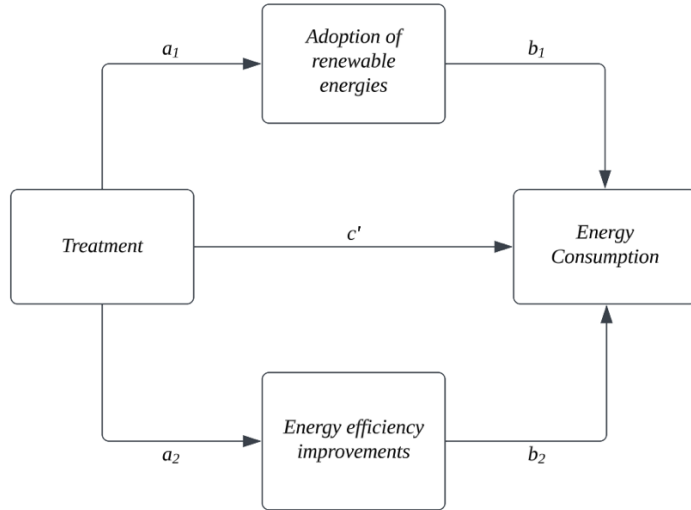 a1
Adoption of
renewable
energies
b1
Treatment
c'
Energy
Consumption
a2
Energy efficiency
improvements
b2